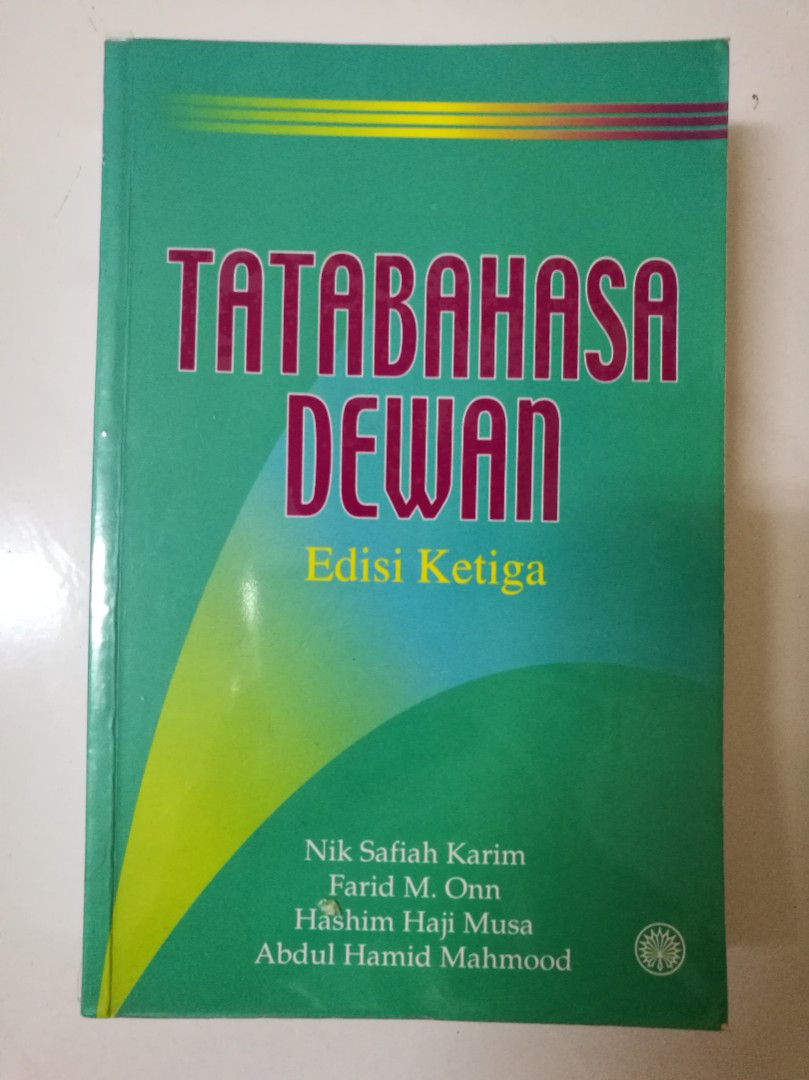 TATABAHASA
DEWAN
Edisi Ketiga
Nik Safiah Karim
Farid M. Onn
Hashim Haji Musa
Abdul Hamid Mahmood